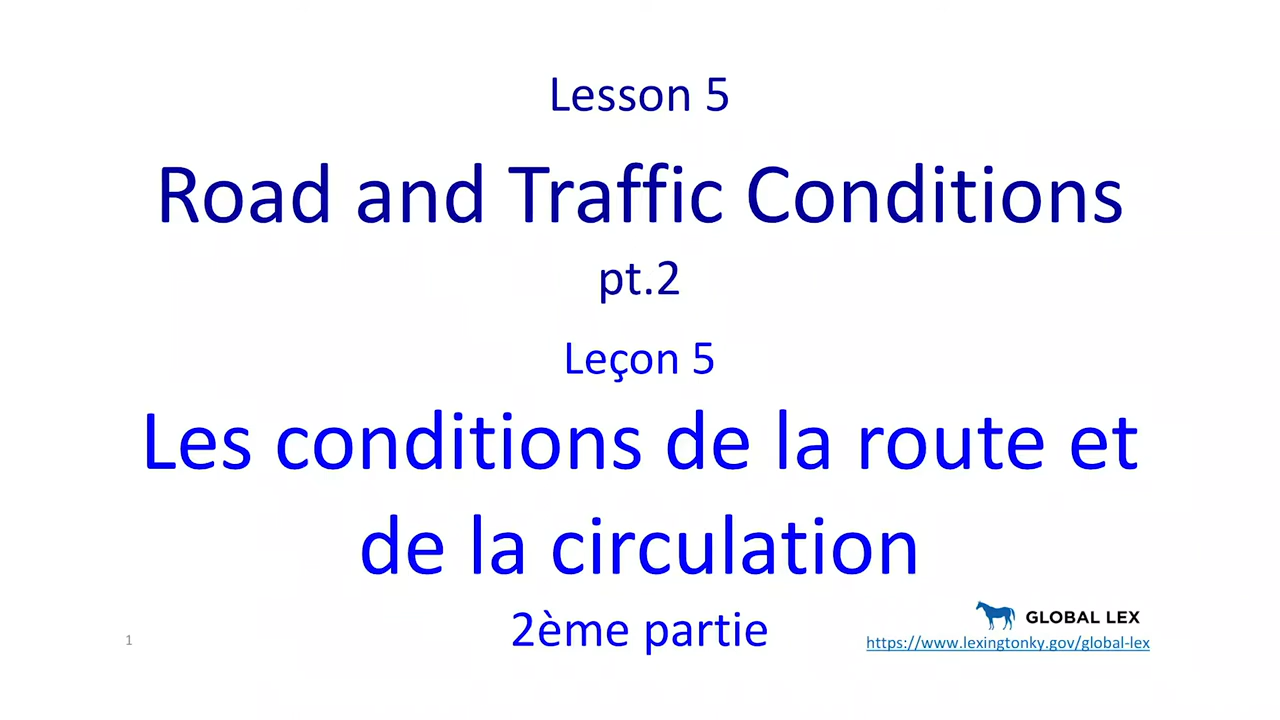 Lesson 5
Road and Traffic Conditions
pt.2
Leçon 5
Les conditions de la route et
de la circulation
2ème partie
GLOBAL LEX
https://www.lexingtonky.gov/global-lex
1